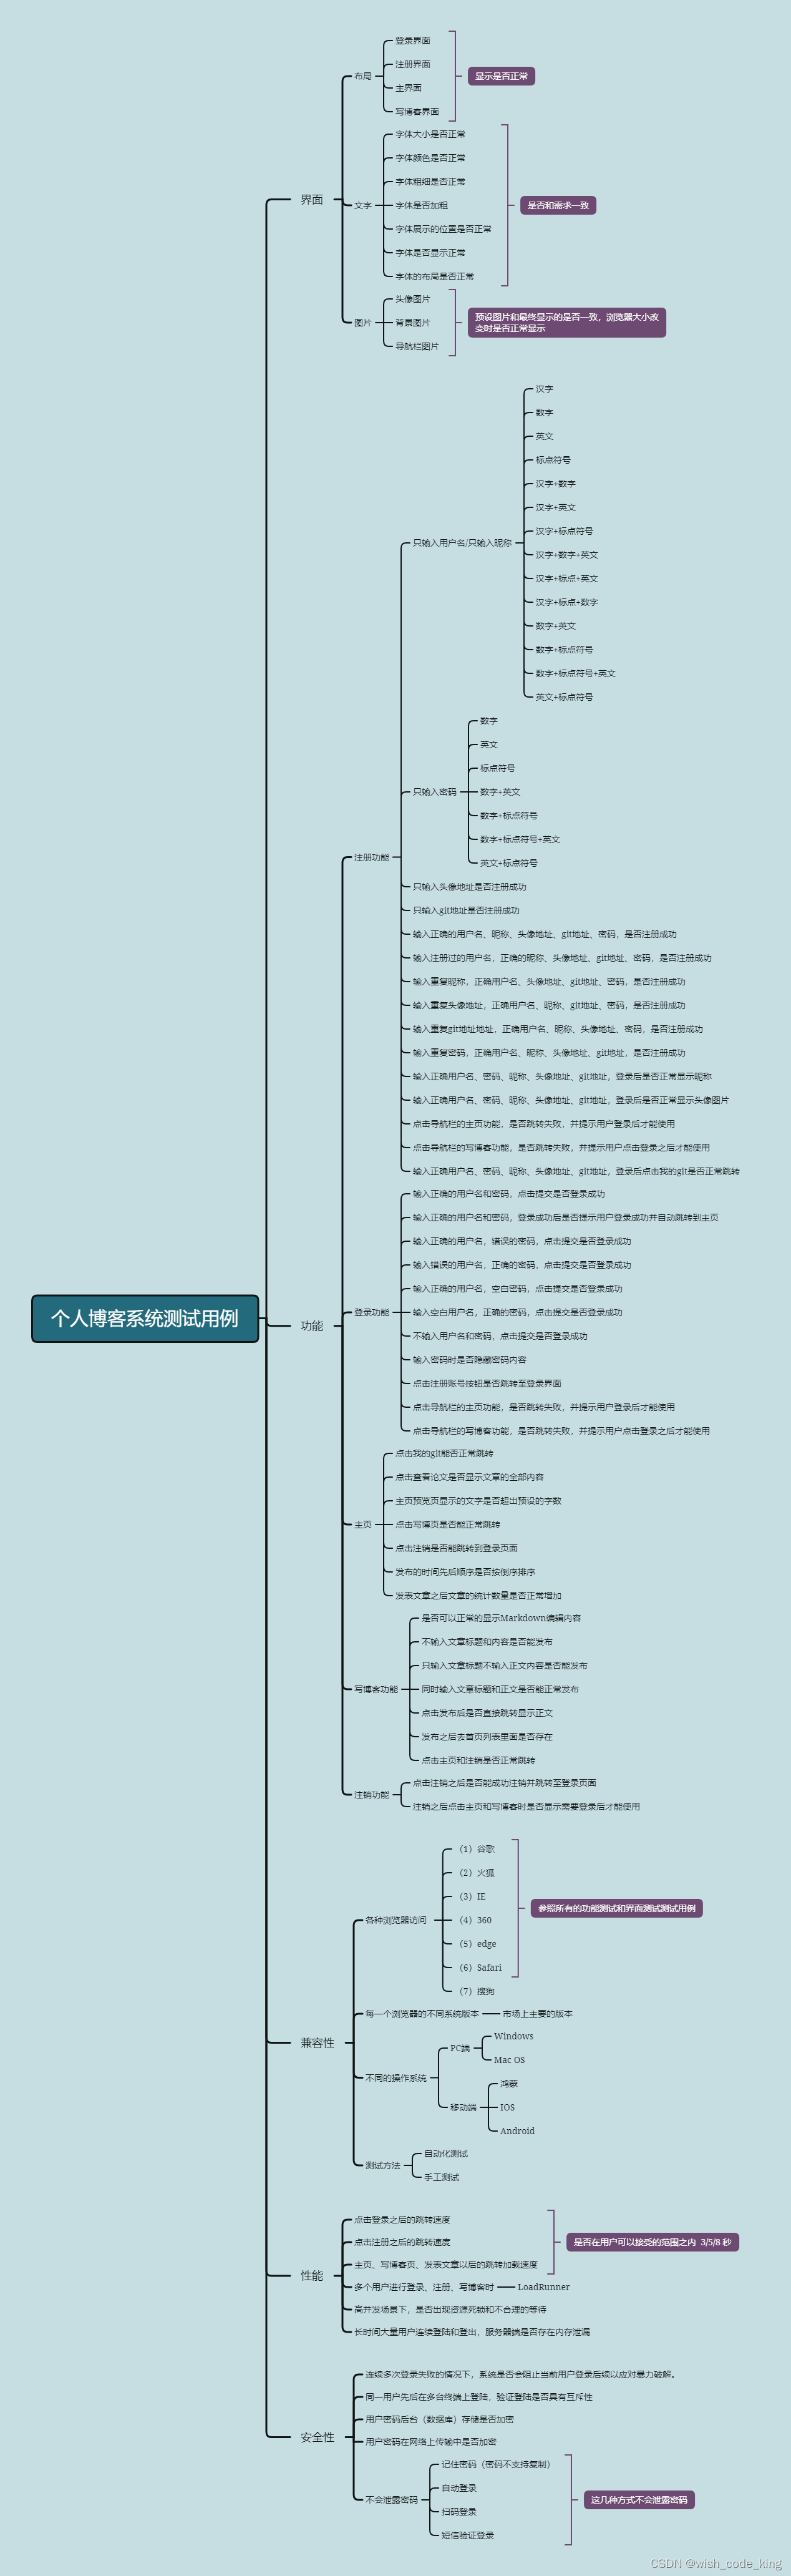 个人博客系统测试用例
界面
布局
登录界面
注册界面
主界面
写博客界面
显示是否正常
文字
字体大小是否正常
字体颜色是否正常
字体粗细是否正常
字体是否加粗
字体展示的位置是否正常
字体是否显示正常
字体的布局是否正常
是否和需求一致
图片
头像图片
背景图片
导航栏图片
预设图片和最终显示的是否一致，浏览器大小改
变时是否正常显示
功能
注册功能
只输入用户名/只输入昵称
汉字
数字
英文
标点符号
汉字+数字
汉字+英文
汉字+标点符号
汉字+数字+英文
汉字+标点+英文
汉字+标点+数字
数字+英文
数字+标点符号
数字+标点符号+英文
英文+标点符号
只输入密码
数字
英文
标点符号
数字+英文
数字+标点符号
数字+标点符号+英文
英文+标点符号
只输入头像地址是否注册成功
只输入git地址是否注册成功
输入正确的用户名、昵称、头像地址、git地址、密码，是否注册成功
输入注册过的用户名，正确的昵称、头像地址、git地址、密码，是否注册成功
输入重复昵称，正确用户名、头像地址、git地址、密码，是否注册成功
输入重复头像地址，正确用户名、昵称、git地址、密码，是否注册成功
输入重复git地址地址，正确用户名、昵称、头像地址、密码，是否注册成功
输入重复密码，正确用户名、昵称、头像地址、git地址，是否注册成功
输入正确用户名、密码、昵称、头像地址、git地址，登录后是否正常显示昵称
输入正确用户名、密码、昵称、头像地址、git地址，登录后是否正常显示头像图片
点击导航栏的主页功能，是否跳转失败，并提示用户登录后才能使用
点击导航栏的写博客功能，是否跳转失败，并提示用户点击登录之后才能使用
输入正确用户名、密码、昵称、头像地址、git地址，登录后点击我的git是否正常跳转
登录功能
输入正确的用户名和密码，点击提交是否登录成功
输入正确的用户名和密码，登录成功后是否提示用户登录成功并自动跳转到主页
输入正确的用户名，错误的密码，点击提交是否登录成功
输入错误的用户名，正确的密码，点击提交是否登录成功
输入正确的用户名，空白密码，点击提交是否登录成功
输入空白用户名，正确的密码，点击提交是否登录成功
不输入用户名和密码，点击提交是否登录成功
输入密码时是否隐藏密码内容
点击注册账号按钮是否跳转至登录界面
点击导航栏的主页功能，是否跳转失败，并提示用户登录后才能使用
点击导航栏的写博客功能，是否跳转失败，并提示用户点击登录之后才能使用
主页
点击我的git能否正常跳转
点击查看论文是否显示文章的全部内容
主页预览页显示的文字是否超出预设的字数
点击写博页是否能正常跳转
点击注销是否能跳转到登录页面
发布的时间先后顺序是否按倒序排序
发表文章之后文章的统计数量是否正常增加
写博客功能
是否可以正常的显示Markdown编辑内容
不输入文章标题和内容是否能发布
只输入文章标题不输入正文内容是否能发布
同时输入文章标题和正文是否能正常发布
点击发布后是否直接跳转显示正文
发布之后去首页列表里面是否存在
点击主页和注销是否正常跳转
注销功能
点击注销之后是否能成功注销并跳转至登录页面
注销之后点击主页和写博客时是否显示需要登录后才能使用
兼容性
各种浏览器访问
（1）谷歌
（2）火狐
（3）IE
（4）360
（5）edge
（6）Safari
（7）搜狗
参照所有的功能测试和界面测试测试用例
每一个浏览器的不同系统版本
市场上主要的版本
不同的操作系统
PC端
Windows
Mac OS
移动端
鸿蒙
IOS
Android
测试方法
自动化测试
手工测试
性能
点击登录之后的跳转速度
点击注册之后的跳转速度
主页、写博客页、发表文章以后的跳转加载速度
是否在用户可以接受的范围之内 3/5/8 秒
多个用户进行登录、注册、写博客时
LoadRunner
高并发场景下，是否出现资源死锁和不合理的等待
长时间大量用户连续登陆和登出，服务器端是否存在内存泄漏
安全性
连续多次登录失败的情况下，系统是否会阻止当前用户登录后续以应对暴力破解。
同一用户先后在多台终端上登陆，验证登陆是否具有互斥性
用户密码后台（数据库）存储是否加密
用户密码在网络上传输中是否加密
不会泄露密码
记住密码（密码不支持复制）
自动登录
扫码登录
短信验证登录
这几种方式不会泄露密码
CSDN @wish_code_king